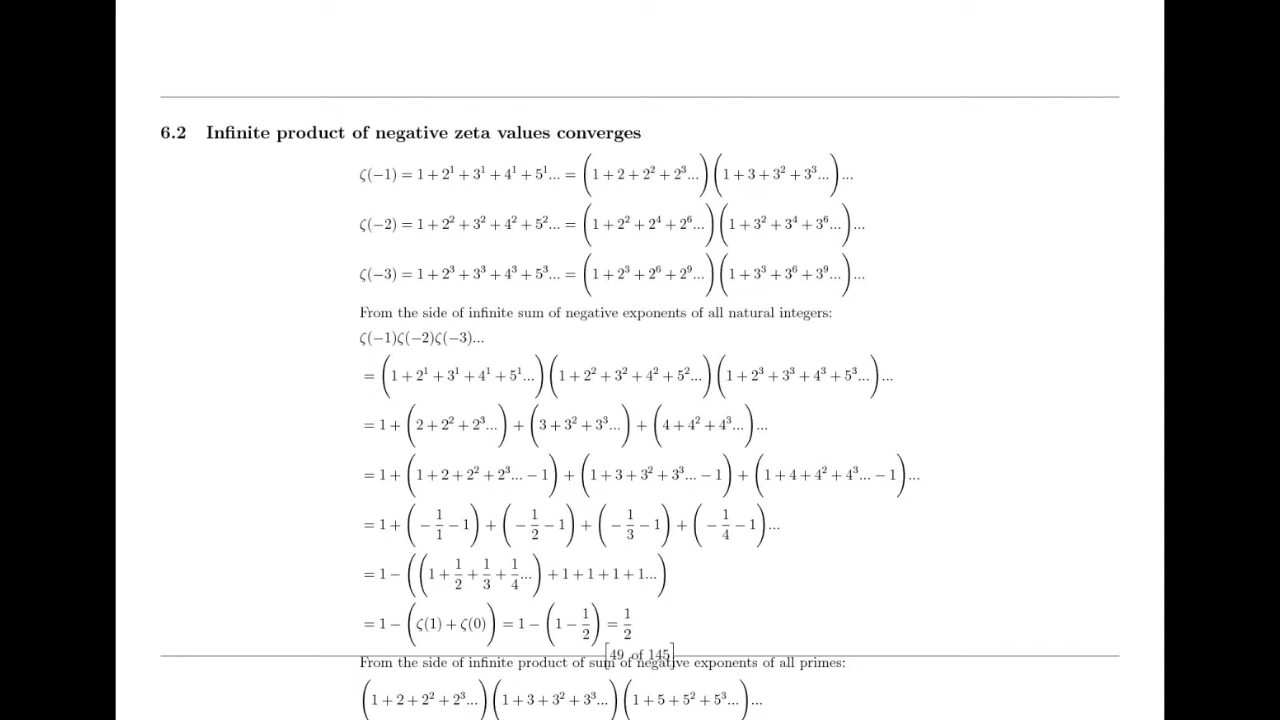 6.2 Infinite product of negative zeta values converges
ζ(−1) = 1 + 2¹ + 3¹ + 4¹ + 5¹... = (1 + 2 + 2² + 2³...)(1 + 3 + 3² + 3³...)...
ζ(−2) = 1 + 2² + 3² + 4² + 5²... = (1 + 2² + 2⁴ + 2⁶...)(1 + 3² + 3⁴ + 3⁶...)...
ζ(−3) = 1 + 2³ + 3³ + 4³ + 5³... = (1 + 2³ + 2⁶ + 2⁹...)(1 + 3³ + 3⁶ + 3⁹...)...
From the side of infinite sum of negative exponents of all natural integers:
ζ(−1)ζ(−2)ζ(−3)...
= (1 + 2¹ + 3¹ + 4¹ + 5¹...)(1 + 2² + 3² + 4² + 5²...)(1 + 2³ + 3³ + 4³ + 5³...)...
= 1 + (2 + 2² + 2³...) + (3 + 3² + 3³...) + (4 + 4² + 4³...)...
= 1 + (1 + 2 + 2² + 2³... − 1) + (1 + 3 + 3² + 3³... − 1) + (1 + 4 + 4² + 4³... − 1)...
= 1 + (−1/1 − 1) + (−1/2 − 1) + (−1/3 − 1) + (−1/4 − 1)...
= 1 − ((1 + 1/2 + 1/3 + 1/4...) + 1 + 1 + 1 + 1...)
= 1 − (ζ(1) + ζ(0)) = 1 − (1 − 1/2) = 1/2
[49 of 145]
From the side of infinite product of sum of negative exponents of all primes:
(1 + 2 + 2² + 2³...)(1 + 3 + 3² + 3³...)(1 + 5 + 5² + 5³...)...